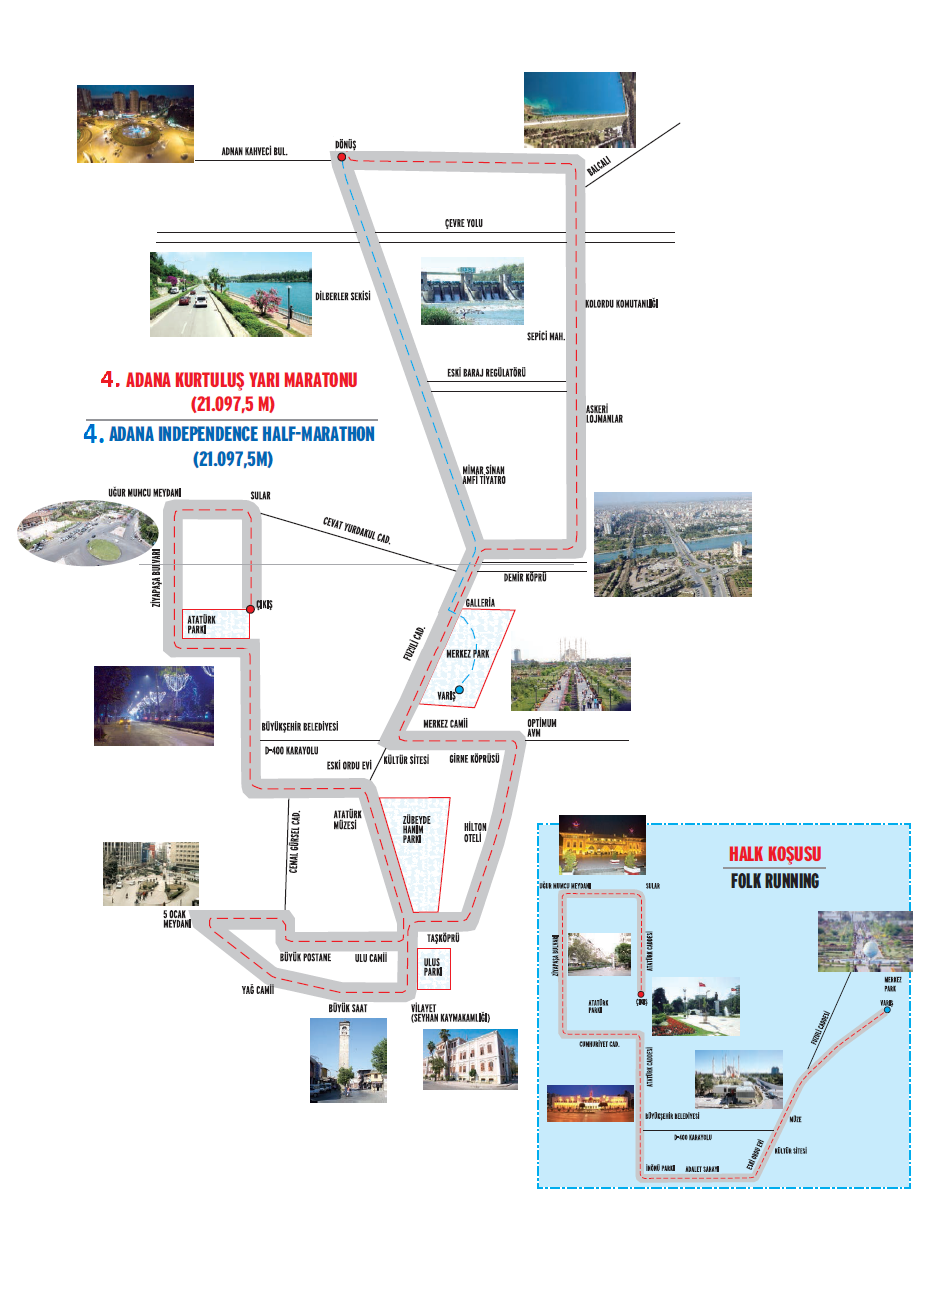 DÖNÜŞ
ADNAN KAHVECİ BUL.
BALCALI
ÇEVRE YOLU
DİLBERLER SEKİSİ
KOLORDU KOMUTANLIĞI
SEPİCİ MAH.
ESKİ BARAJ REGÜLATÖRÜ
4. ADANA KURTULUŞ YARI MARATONU
(21.097,5 M)
4. ADANA INDEPENDENCE HALF-MARATHON
(21.097,5M)
ASKERİ
LOJMANLAR
MİMAR SİNAN
AMFİ TİYATRO
UĞUR MUMCU MEYDANI
SULAR
CEVAT YURDAKUL CAD.
ZİYAPAŞA BULVARI
DEMİR KÖPRÜ
ÇIKIŞ
ATATÜRK
PARKI
GALLERIA
FUZULİ CAD.
MERKEZ PARK
VARIŞ
BÜYÜKŞEHİR BELEDİYESİ
MERKEZ CAMİİ
OPTİMUM
AVM
D-400 KARAYOLU
ESKİ ORDU EVİ
KÜLTÜR SİTESİ
GİRNE KÖPRÜSÜ
ATATÜRK
MÜZESİ
ZÜBEYDE
HANIM
PARKI
HİLTON
OTELİ
CEMAL GÜRSEL CAD.
5 OCAK
MEYDANI
TAŞKÖPRÜ
BÜYÜK POSTANE
ULU CAMİİ
ULUS
PARKI
YAĞ CAMİİ
BÜYÜK SAAT
VİLAYET
(SEYHAN KAYMAKAMLIĞI)
HALK KOŞUSU
FOLK RUNNING
UĞUR MUMCU MEYDANI
SULAR
ZİYAPAŞA BULVARI
ATATÜRK CADDESİ
ATATÜRK
PARKI
ÇIKIŞ
MERKEZ
PARK
VARIŞ
CUMHURİYET CAD.
FUZULİ CADDESİ
ATATÜRK CADDESİ
BÜYÜKŞEHİR BELEDİYESİ
MÜZE
D-400 KARAYOLU
ESKİ ORDU EVİ
KÜLTÜR SİTESİ
İNÖNÜ PARKI
ADALET SARAYI